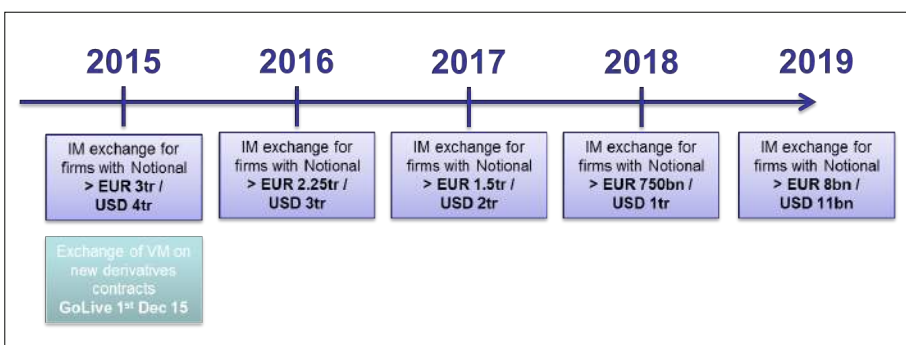 2015
2016
2017
2018
2019
IM exchange for
firms with Notional
> EUR 3tr /
USD 4tr
IM exchange for
firms with Notional
> EUR 2.25tr /
USD 3tr
IM exchange for
firms with Notional
> EUR 1.5tr /
USD 2tr
IM exchange for
firms with Notional
> EUR 750bn /
USD 1tr
IM exchange for
firms with Notional
> EUR 8bn /
USD 11bn
Exchange of VM on
new derivatives
contracts
GoLive 1st Dec 15